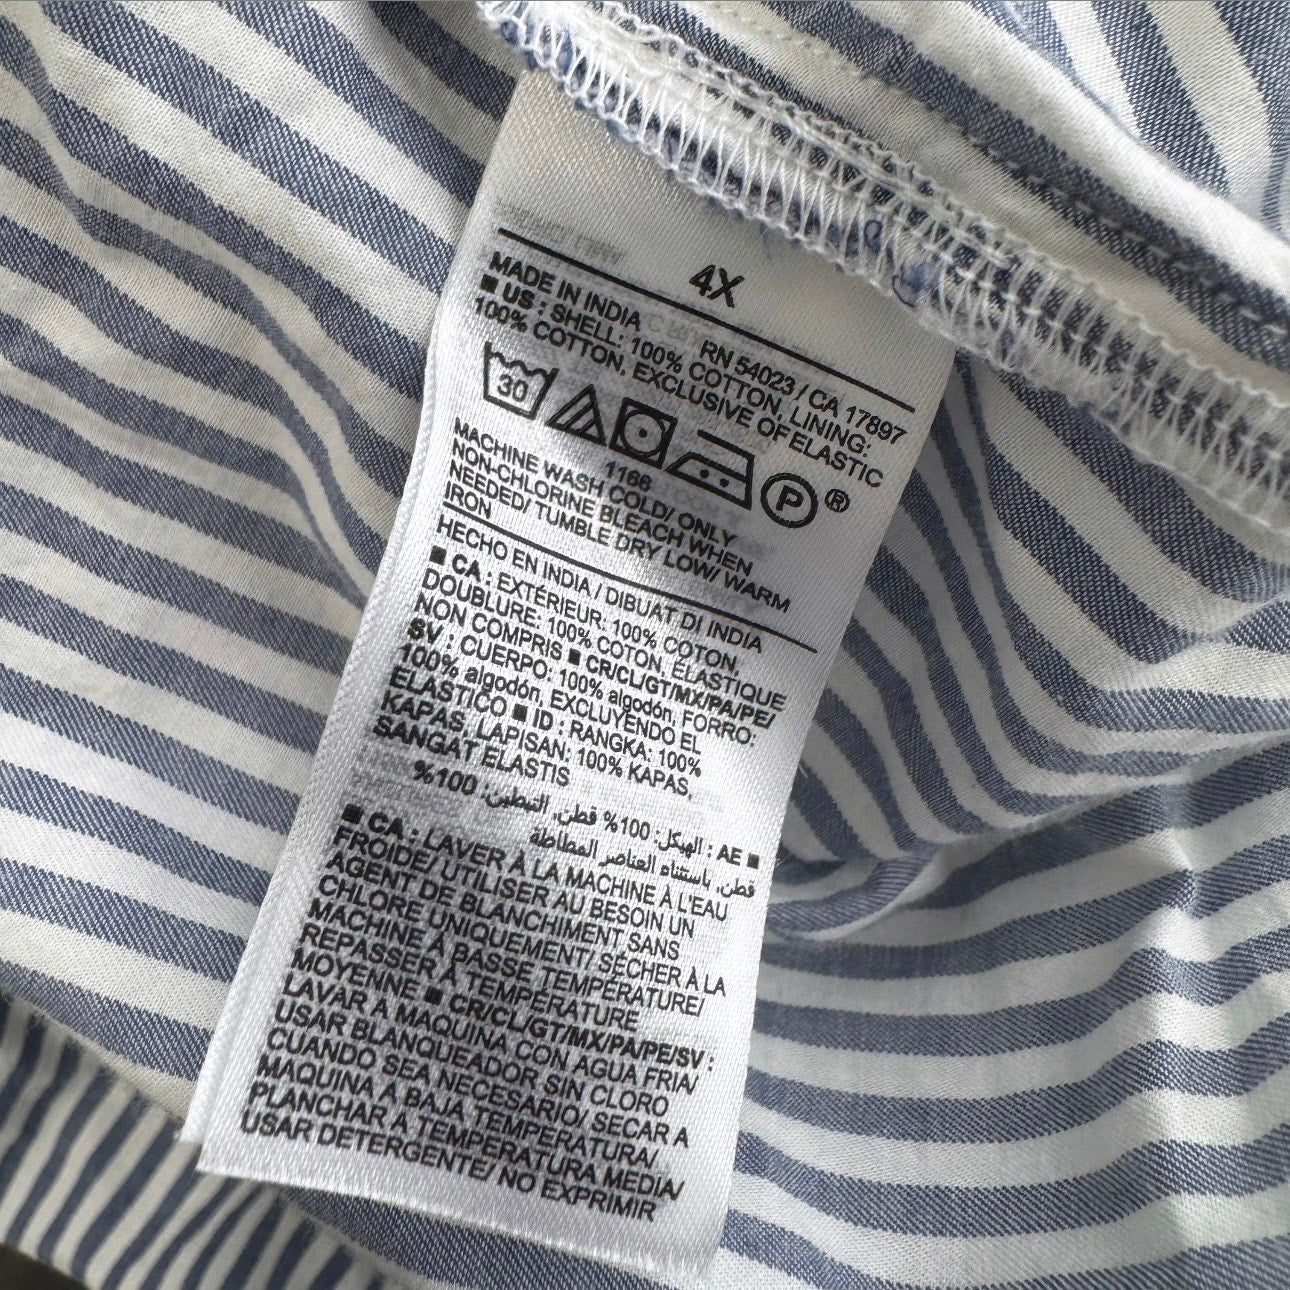 4X
MADE IN INDIA
RN 54023 / CA 17897
■ US : SHELL: 100% COTTON, LINING:
100% COTTON, EXCLUSIVE OF ELASTIC
30
P ®
1166
MACHINE WASH COLD/ ONLY
NON-CHLORINE BLEACH WHEN
NEEDED/ TUMBLE DRY LOW/ WARM
IRON
HECHO EN INDIA / DIBUAT DI INDIA
■ CA : EXTÉRIEUR: 100% COTON,
DOUBLURE: 100% COTON, ÉLASTIQUE
NON COMPRIS ■ CR/CL/GT/MX/PA/PE/
SV : CUERPO: 100% algodón, FORRO:
100% algodón, EXCLUYENDO EL
ELASTICO ■ ID : RANGKA: 100%
KAPAS, LAPISAN: 100% KAPAS,
SANGAT ELASTIS
■ AE : الهيكل: 100% قطن, التبطين: 100%
قطن, باستثناء العناصر المطاطة
■ CA : LAVER À LA MACHINE À L'EAU
FROIDE/ UTILISER AU BESOIN UN
AGENT DE BLANCHIMENT SANS
CHLORE UNIQUEMENT/ SÉCHER À LA
MACHINE À BASSE TEMPÉRATURE/
REPASSER À TEMPÉRATURE
MOYENNE ■ CR/CL/GT/MX/PA/PE/SV :
LAVAR A MAQUINA CON AGUA FRIA/
USAR BLANQUEADOR SIN CLORO
CUANDO SEA NECESARIO/ SECAR A
MAQUINA A BAJA TEMPERATURA/
PLANCHAR A TEMPERATURA MEDIA/
USAR DETERGENTE/ NO EXPRIMIR